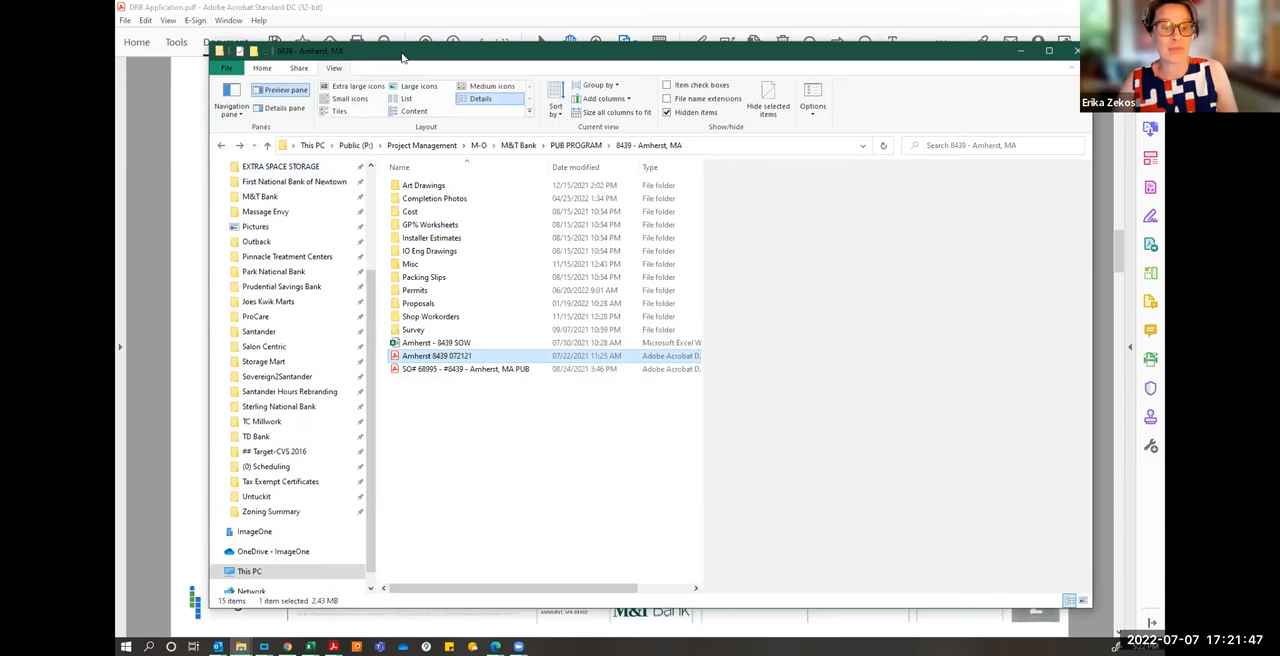 DRB Application.pdf - Adobe Acrobat Standard DC (32-bit)
File Edit View E-Sign Window Help
Home Tools
8439 - Amherst, MA
File Home Share View
Navigation pane
Preview pane
Details pane
Panes
Extra large icons Large icons Medium icons
Small icons List Details
Tiles Content
Layout
Sort by
Group by
Add columns
Size all columns to fit
Current view
Item check boxes
File name extensions
Hidden items
Hide selected items
Show/hide
Options
Erika Zekos
This PC Public (P:) Project Management M-O M&T Bank PUB PROGRAM 8439 - Amherst, MA
Search 8439 - Amherst, MA
EXTRA SPACE STORAGE
First National Bank of Newtown
M&T Bank
Massage Envy
Pictures
Outback
Pinnacle Treatment Centers
Park National Bank
Prudential Savings Bank
Joes Kwik Marts
ProCare
Santander
Salon Centric
Storage Mart
Sovereign2Santander
Santander Hours Rebranding
Sterling National Bank
TC Millwork
TD Bank
## Target-CVS 2016
(0) Scheduling
Tax Exempt Certificates
Untuckit
Zoning Summary
ImageOne
OneDrive - ImageOne
This PC
Network
Name Date modified Type
Art Drawings 12/15/2021 2:02 PM File folder
Completion Photos 04/25/2022 1:34 PM File folder
Cost 08/15/2021 10:54 PM File folder
GP% Worksheets 08/15/2021 10:54 PM File folder
Installer Estimates 08/15/2021 10:54 PM File folder
IO Eng Drawings 08/15/2021 10:54 PM File folder
Misc 11/15/2021 12:43 PM File folder
Packing Slips 08/15/2021 10:54 PM File folder
Permits 06/20/2022 9:01 AM File folder
Proposals 01/19/2022 10:28 AM File folder
Shop Workorders 11/15/2021 12:28 PM File folder
Survey 09/07/2021 10:59 PM File folder
Amherst - 8439 SOW 07/30/2021 10:28 AM Microsoft Excel W
Amherst 8439 072121 07/22/2021 11:25 AM Adobe Acrobat D.
SO# 68995 - #8439 - Amherst, MA PUB 08/24/2021 3:46 PM Adobe Acrobat D.
15 items 1 item selected 2.43 MB
AMHERST, MA 01002
M&T Bank
2022-07-07 17:21:47